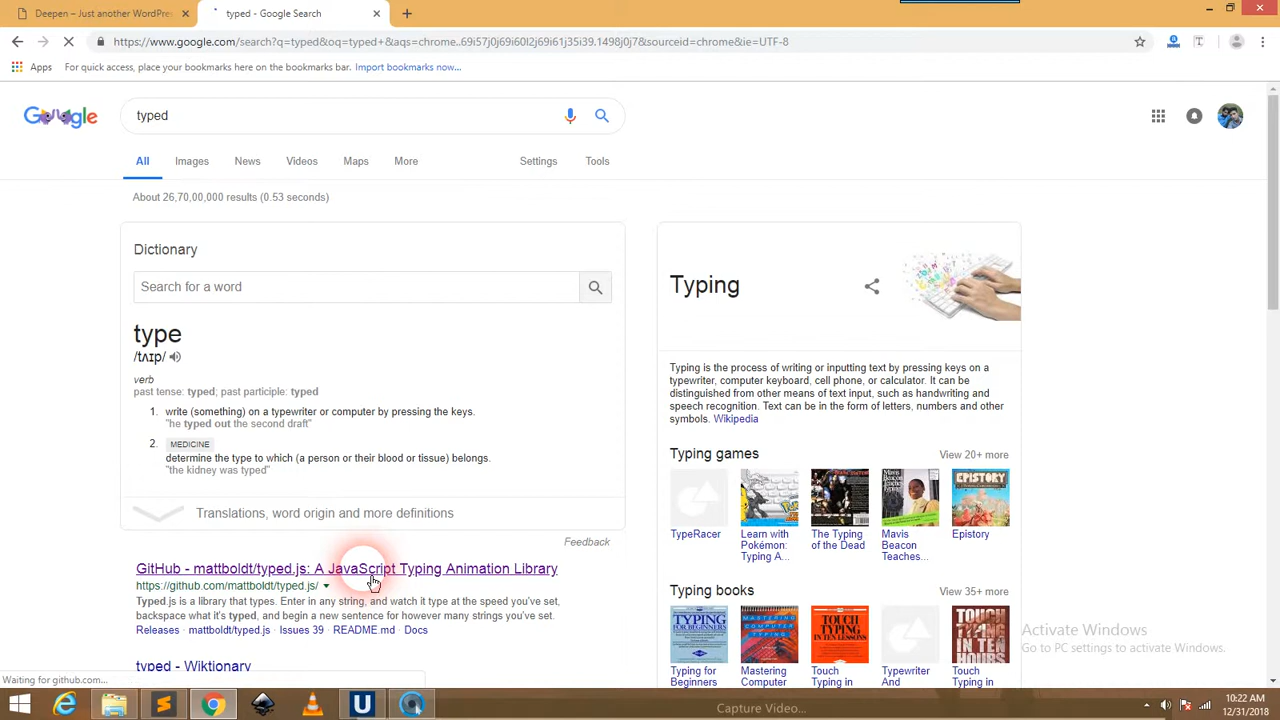 Deepen – Just another WordPre
typed - Google Search
https://www.google.com/search?q=typed&oq=typed+&aqs=chrome..69i57j0j69i60l2j69i61j35i39.1498j0j7&sourceid=chrome&ie=UTF-8
Apps For quick access, place your bookmarks here on the bookmarks bar. Import bookmarks now...
Google
typed
All Images News Videos Maps More Settings Tools
About 26,70,00,000 results (0.53 seconds)
Dictionary
Search for a word
type
/tʌɪp/
verb
past tense: typed; past participle: typed
1. write (something) on a typewriter or computer by pressing the keys.
"he typed out the second draft"
2. MEDICINE
determine the type to which (a person or their blood or tissue) belongs.
"the kidney was typed"
Translations, word origin and more definitions
Feedback
GitHub - mattboldt/typed.js: A JavaScript Typing Animation Library
https://github.com/mattboldt/typed.js/
Typed.js is a library that types. Enter in any string, and watch it type at the speed you've set,
backspace what it's typed, and begin a new sentence for however many strings you've set.
Releases · mattboldt/typed.js · Issues 39 · README.md · Docs
typed - Wiktionary
Typing
Typing is the process of writing or inputting text by pressing keys on a
typewriter, computer keyboard, cell phone, or calculator. It can be
distinguished from other means of text input, such as handwriting and
speech recognition. Text can be in the form of letters, numbers and other
symbols. Wikipedia
Typing games View 20+ more
TypeRacer
Learn with
Pokémon:
Typing A...
The Typing
of the Dead
Mavis
Beacon
Teaches...
Epistory
Typing books View 35+ more
TYPING
FOR
BEGINNERS
MASTERING
COMPUTER
TYPING
TOUCH
TYPING
IN TEN
HOURS
Typing for
Beginners
Mastering
Computer
Touch
Typing in
Typewriter
And
Touch
Typing in
Activate Windows
Go to PC settings to activate Windows.
Waiting for github.com...
Capture Video...
10:22 AM
12/31/2018